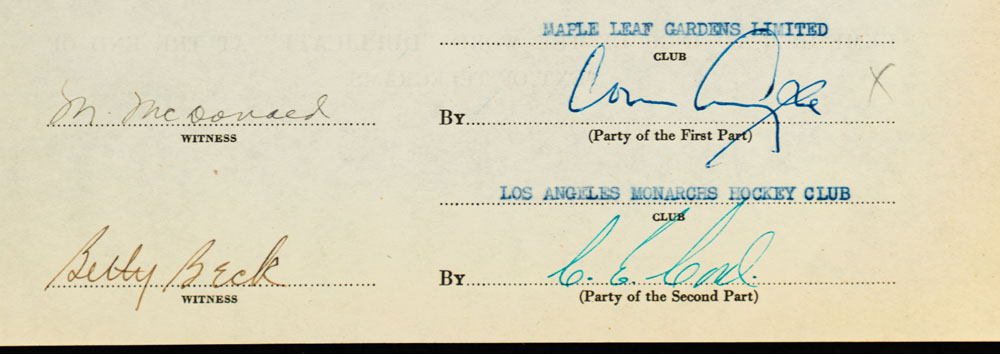 MAPLE LEAF GARDENS LIMITED
CLUB
M. McDonald
By
WITNESS
(Party of the First Part)
X
LOS ANGELES MONARCHS HOCKEY CLUB
CLUB
Betty Beck
By C. E.
WITNESS
(Party of the Second Part)